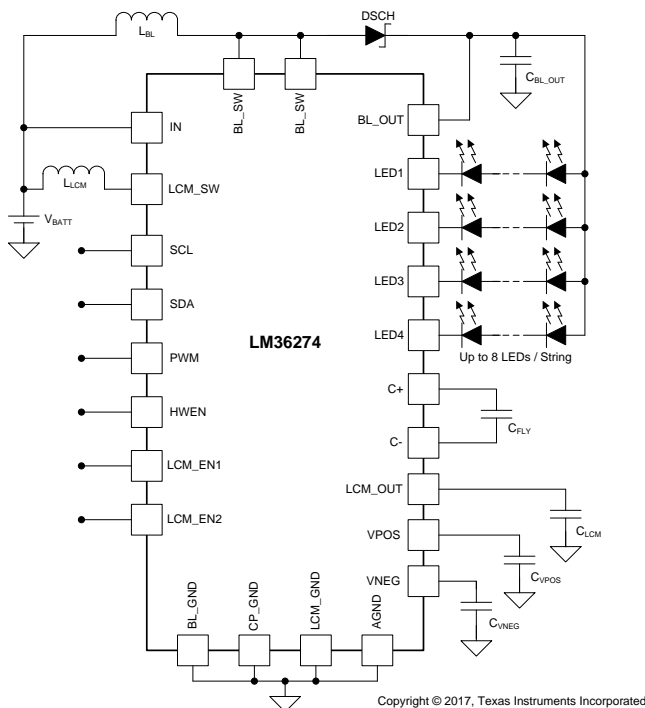 DSCH
L_BL
C_BL_OUT
BL_SW
BL_SW
IN
BL_OUT
LED1
L_LCM
LCM_SW
V_BATT
LED2
SCL
LED3
SDA
LM36274
LED4
PWM
Up to 8 LEDs / String
C+
HWEN
C_FLY
C-
LCM_EN1
LCM_OUT
LCM_EN2
C_LCM
VPOS
C_VPOS
VNEG
C_VNEG
BL_GND
CP_GND
LCM_GND
AGND
Copyright © 2017, Texas Instruments Incorporated